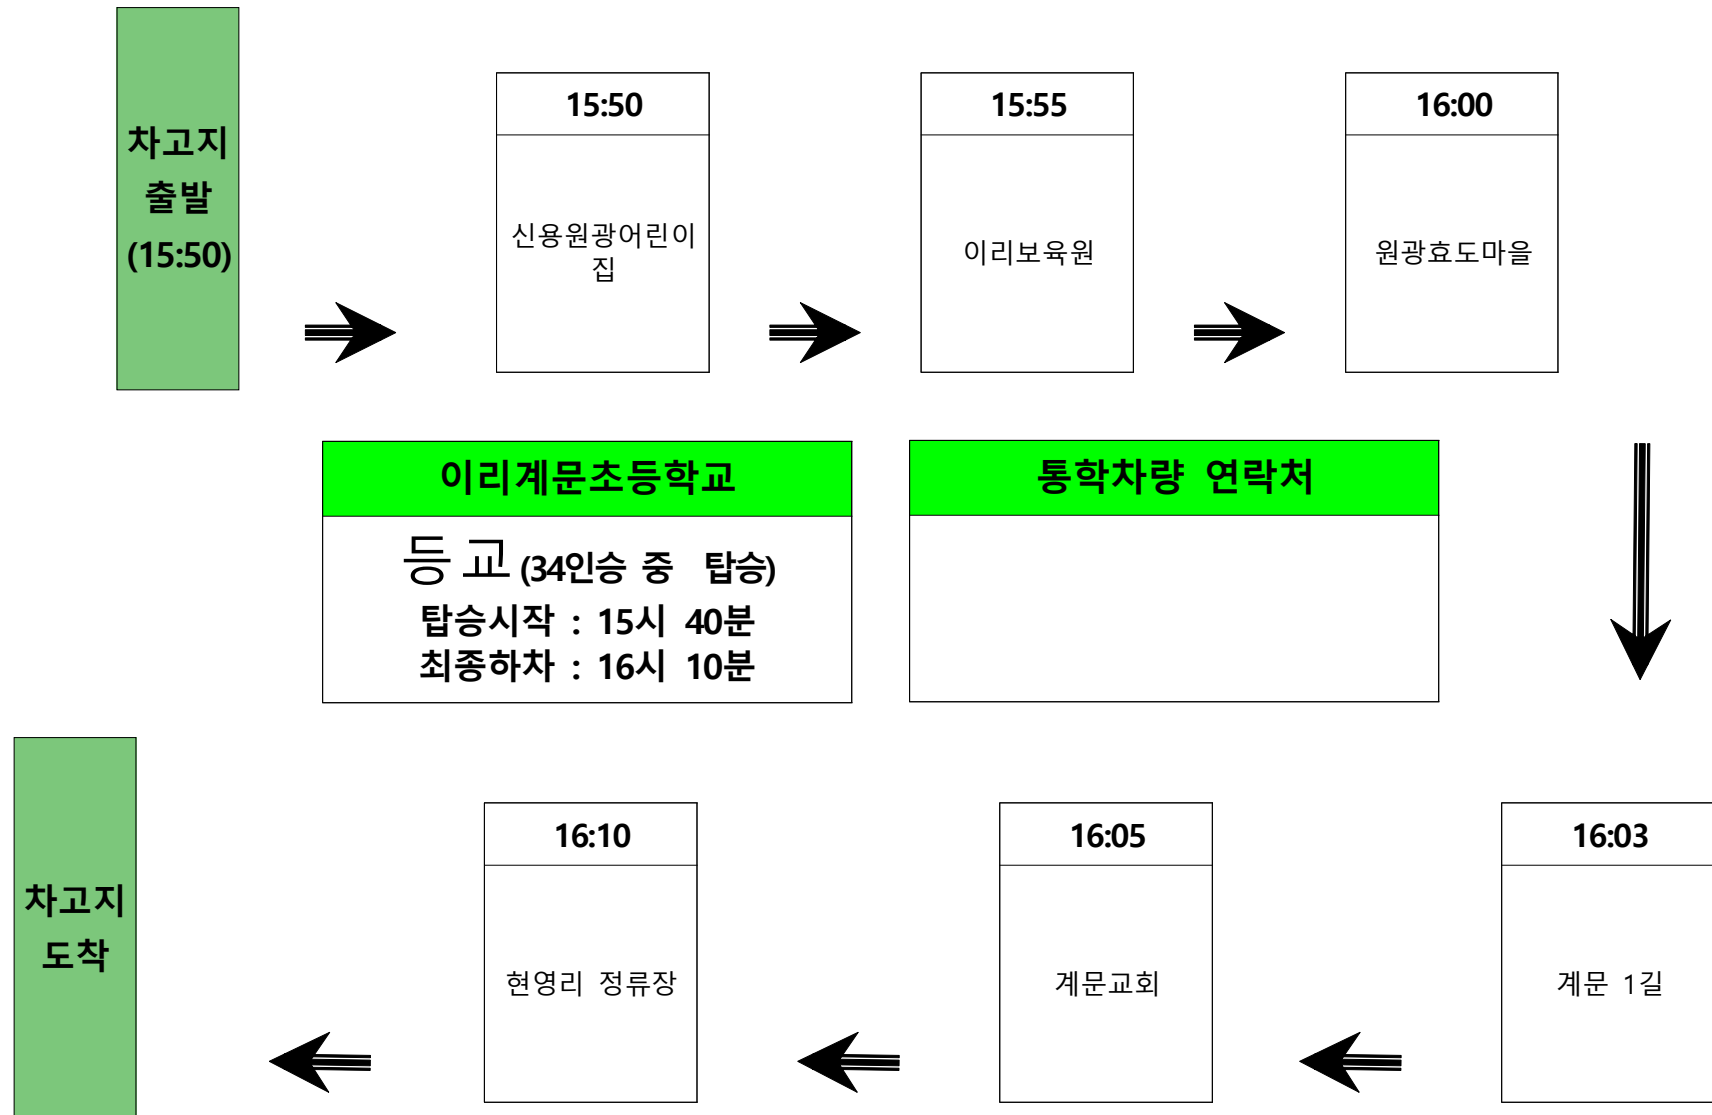 차고지
출발
(15:50)
15:50
신용원광어린이
집
15:55
이리보육원
16:00
원광효도마을
이리계문초등학교
등교(34인승 중 탑승)
탑승시작 : 15시 40분
최종하차 : 16시 10분
통학차량 연락처
16:03
계문 1길
16:05
계문교회
16:10
현영리 정류장
차고지
도착